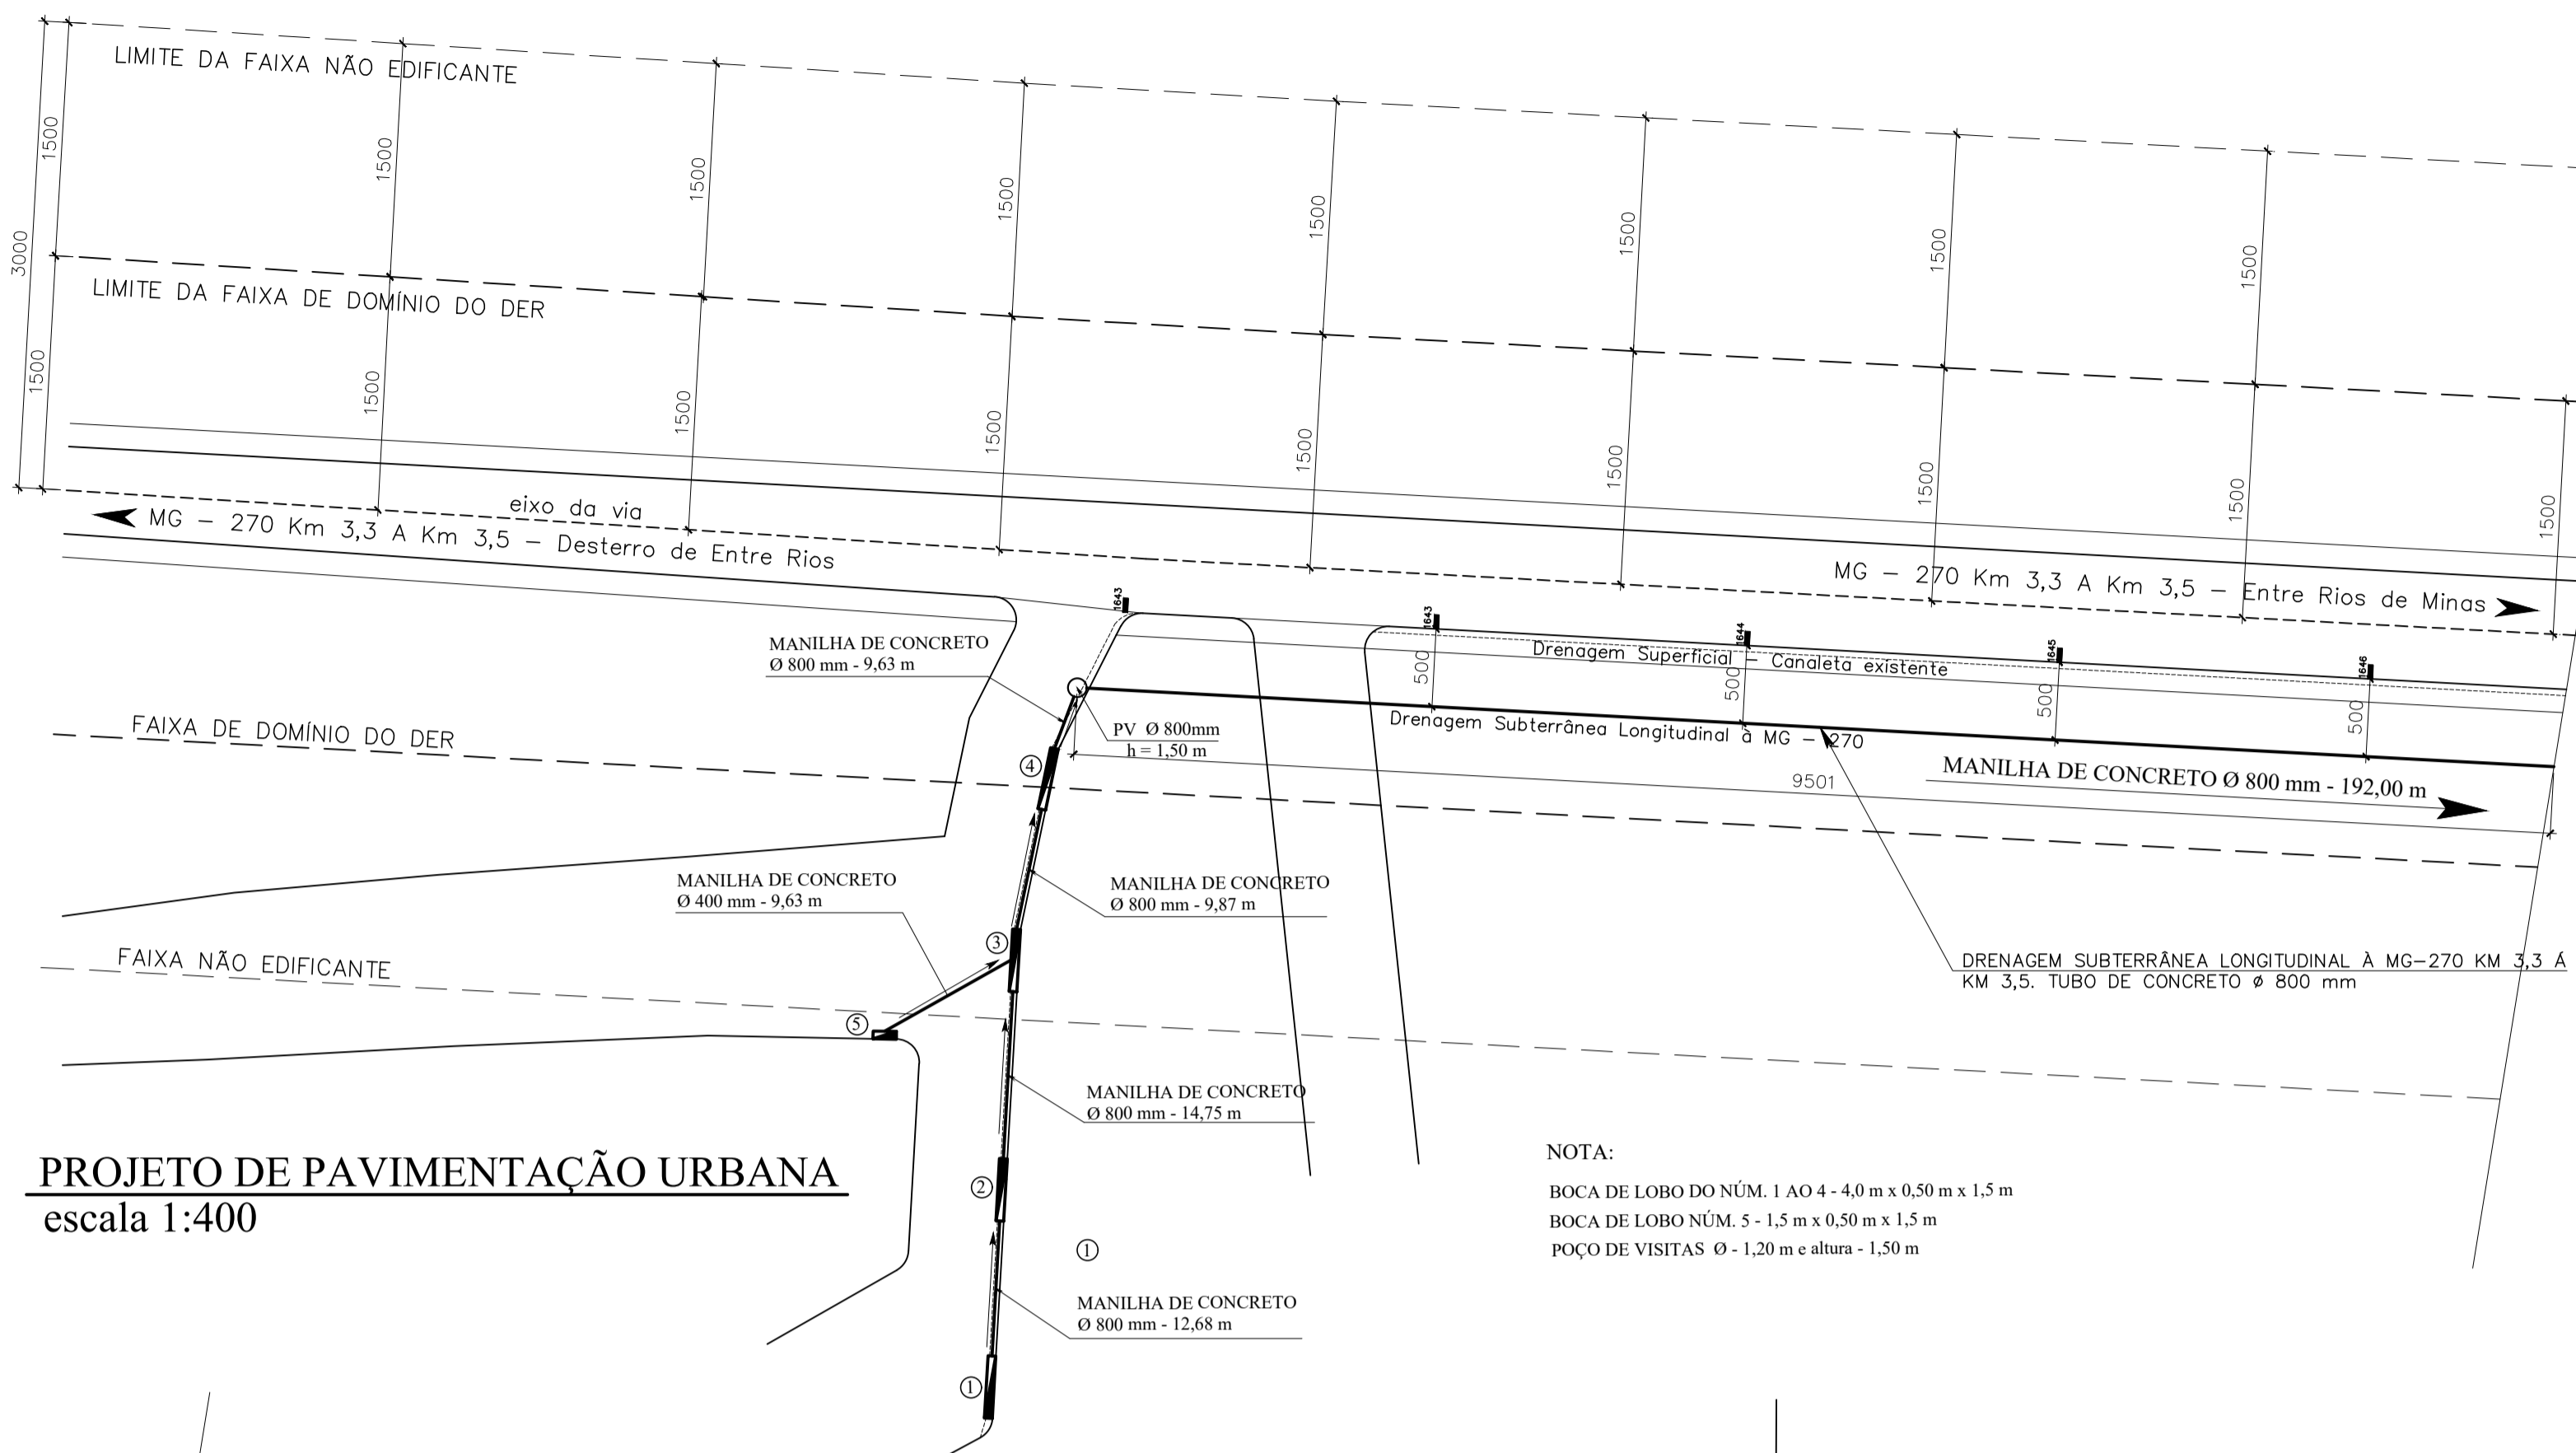 LIMITE DA FAIXA NÃO EDIFICANTE
1500
1500
1500
1500
1500
1500
1500
1500
3000
LIMITE DA FAIXA DE DOMÍNIO DO DER
1500
1500
1500
1500
1500
1500
1500
1500
1500
eixo da via
MG – 270 Km 3,3 A Km 3,5 – Desterro de Entre Rios
MG – 270 Km 3,3 A Km 3,5 – Entre Rios de Minas
1643
1643
1644
1645
1646
MANILHA DE CONCRETO
Ø 800 mm - 9,63 m
Drenagem Superficial – Canaleta existente
500
500
500
500
FAIXA DE DOMÍNIO DO DER
PV Ø 800mm
h = 1,50 m
Drenagem Subterrânea Longitudinal à MG – 270
4
9501
MANILHA DE CONCRETO Ø 800 mm - 192,00 m
MANILHA DE CONCRETO
Ø 400 mm - 9,63 m
MANILHA DE CONCRETO
Ø 800 mm - 9,87 m
3
FAIXA NÃO EDIFICANTE
DRENAGEM SUBTERRÂNEA LONGITUDINAL À MG–270 KM 3,3 Á
KM 3,5. TUBO DE CONCRETO Ø 800 mm
5
MANILHA DE CONCRETO
Ø 800 mm - 14,75 m
PROJETO DE PAVIMENTAÇÃO URBANA
escala 1:400
2
NOTA:
BOCA DE LOBO DO NÚM. 1 AO 4 - 4,0 m x 0,50 m x 1,5 m
BOCA DE LOBO NÚM. 5 - 1,5 m x 0,50 m x 1,5 m
POÇO DE VISITAS Ø - 1,20 m e altura - 1,50 m
1
MANILHA DE CONCRETO
Ø 800 mm - 12,68 m
1